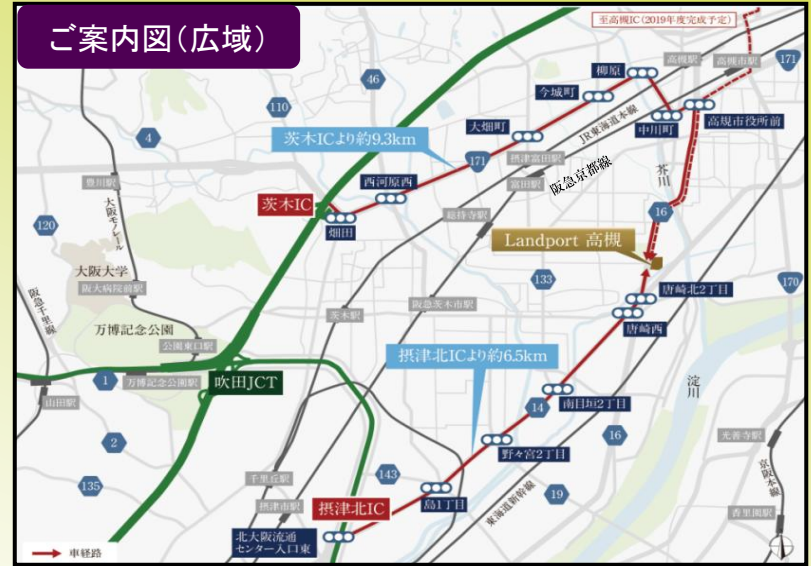 ご案内図（広域）
至高槻IC（2019年度完成予定）
171
高槻駅
高槻市駅
柳原
46
今城町
110
中川町
高槻市役所前
大畑町
JR東海道本線
4
茨木ICより約9.3km
171
摂津富田駅
富田駅
阪急京都線
芥川
豊川駅
西河原西
大阪モノレール
茨木IC
畑田
総持寺駅
16
120
Landport 高槻
大阪大学
阪大病院前駅
133
170
唐崎北2丁目
阪急千里線
茨木駅
阪急茨木市駅
唐崎西
万博記念公園
公園東口駅
摂津北ICより約6.5km
淀川
1
万博記念公園駅
吹田JCT
山田駅
南目垣2丁目
14
2
野々宮2丁目
16
光善寺駅
千里丘駅
143
135
島1丁目
19
京阪本線
摂津市駅
摂津北IC
東海道新幹線
香里園駅
北大阪流通
センター入口東
車経路